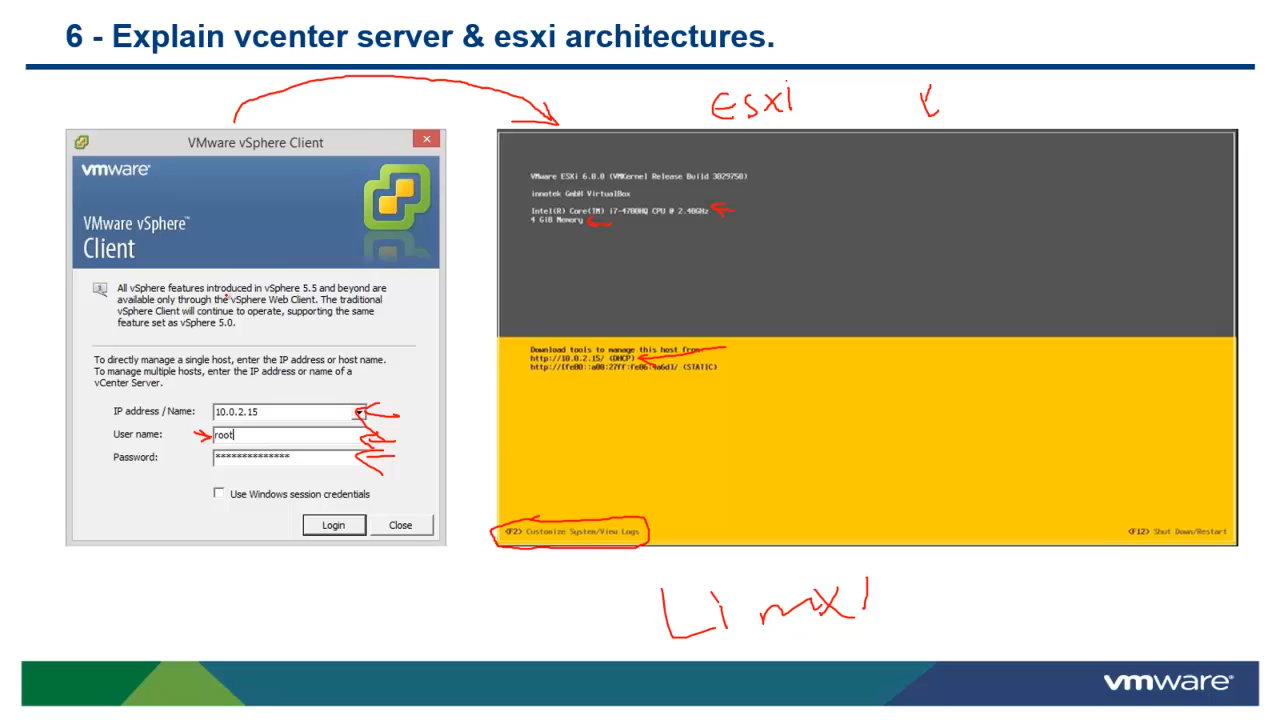 6 - Explain vcenter server & esxi architectures.
Esxi
VMware vSphere Client
vmware
VMware vSphere™
Client
All vSphere features introduced in vSphere 5.5 and beyond are
available only through the vSphere Web Client. The traditional
vSphere Client will continue to operate, supporting the same
feature set as vSphere 5.0.
To directly manage a single host, enter the IP address or host name.
To manage multiple hosts, enter the IP address or name of a
vCenter Server.
IP address / Name: 10.0.2.15
User name: root
Password: **************
Use Windows session credentials
Login Close
VMware ESXi 6.0.0 (VMKernel Release Build 3029758)
innotek GmbH VirtualBox
Intel(R) Core(TM) i7-4700HQ CPU @ 2.40GHz
4 GiB Memory
Download tools to manage this host from:
http://10.0.2.15/ (DHCP)
(STATIC)
<F2> Customize System/View Logs
<F12> Shut Down/Restart
vmware